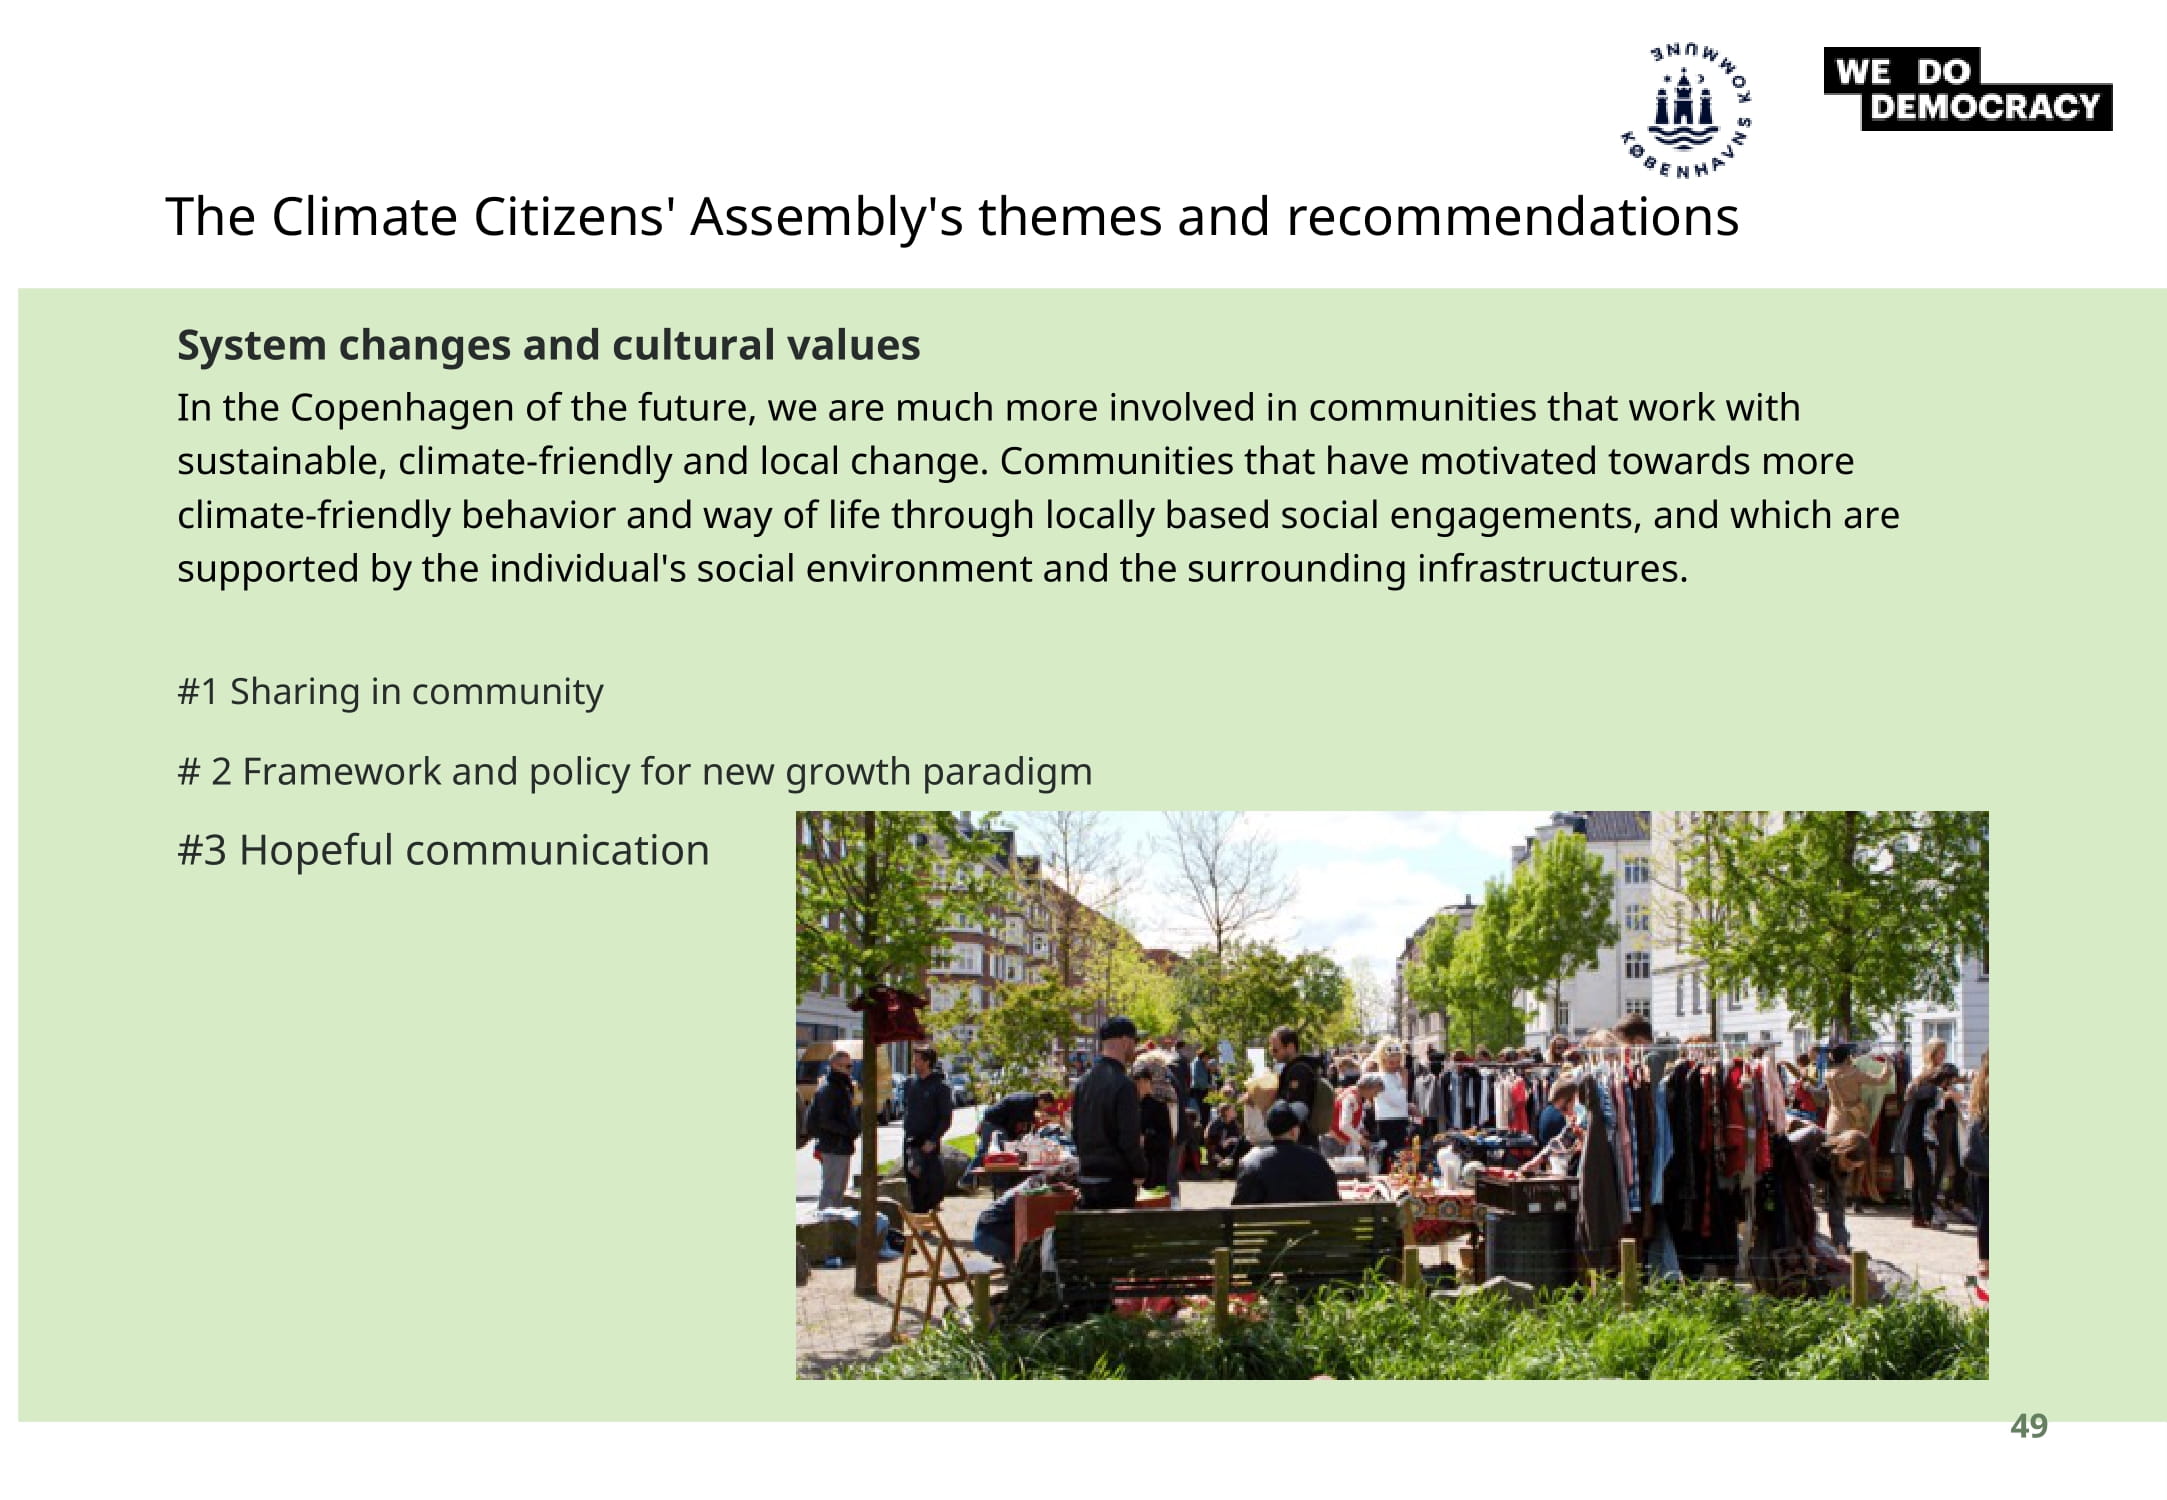 KØBENHAVNS KOMMUNE
WE DO
DEMOCRACY
The Climate Citizens' Assembly's themes and recommendations
System changes and cultural values
In the Copenhagen of the future, we are much more involved in communities that work with
sustainable, climate-friendly and local change. Communities that have motivated towards more
climate-friendly behavior and way of life through locally based social engagements, and which are
supported by the individual's social environment and the surrounding infrastructures.
#1 Sharing in community
# 2 Framework and policy for new growth paradigm
#3 Hopeful communication
49